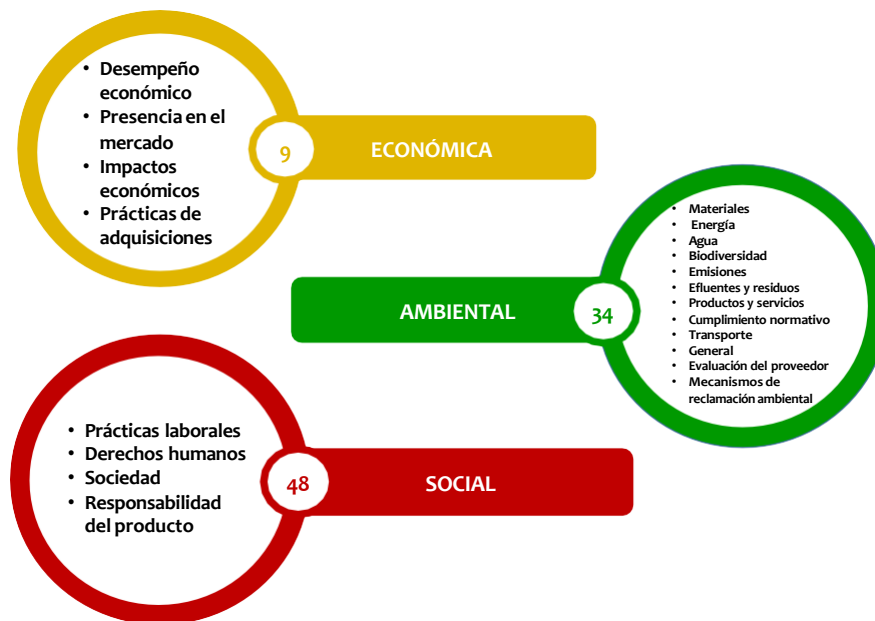 • Desempeño
económico
• Presencia en el
mercado
• Impactos
económicos
• Prácticas de
adquisiciones
9
ECONÓMICA
AMBIENTAL
34
• Materiales
• Energía
• Agua
• Biodiversidad
• Emisiones
• Efluentes y residuos
• Productos y servicios
• Cumplimiento normativo
• Transporte
• General
• Evaluación del proveedor
• Mecanismos de
reclamación ambiental
• Prácticas laborales
• Derechos humanos
• Sociedad
• Responsabilidad
del producto
48
SOCIAL